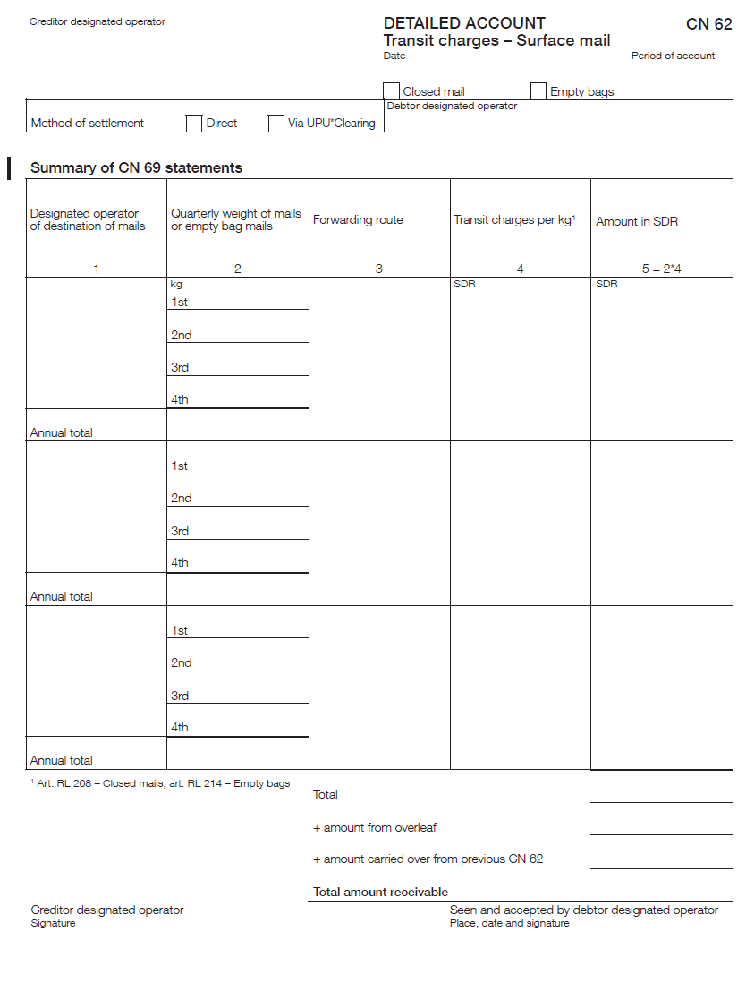 Creditor designated operator
DETAILED ACCOUNT
CN 62
Transit charges – Surface mail
Date
Period of account
Closed mail
Empty bags
Debtor designated operator
Method of settlement
Direct
Via UPU*Clearing
Summary of CN 69 statements
Designated operator
of destination of mails
Quarterly weight of mails
or empty bag mails
Forwarding route
Transit charges per kg¹
Amount in SDR
1
2
3
4
5 = 2*4
kg
SDR
SDR
1st
2nd
3rd
4th
Annual total
1st
2nd
3rd
4th
Annual total
1st
2nd
3rd
4th
Annual total
¹ Art. RL 208 – Closed mails; art. RL 214 – Empty bags
Total
+ amount from overleaf
+ amount carried over from previous CN 62
Total amount receivable
Creditor designated operator
Signature
Seen and accepted by debtor designated operator
Place, date and signature